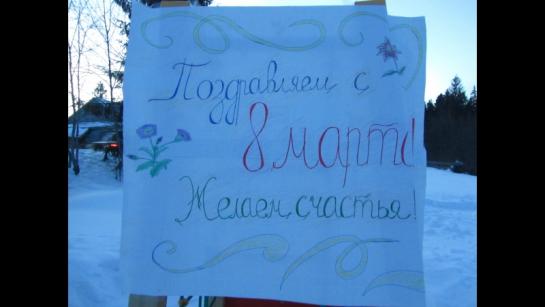 Поздравляем с
8 марта!
Желаем счастья!